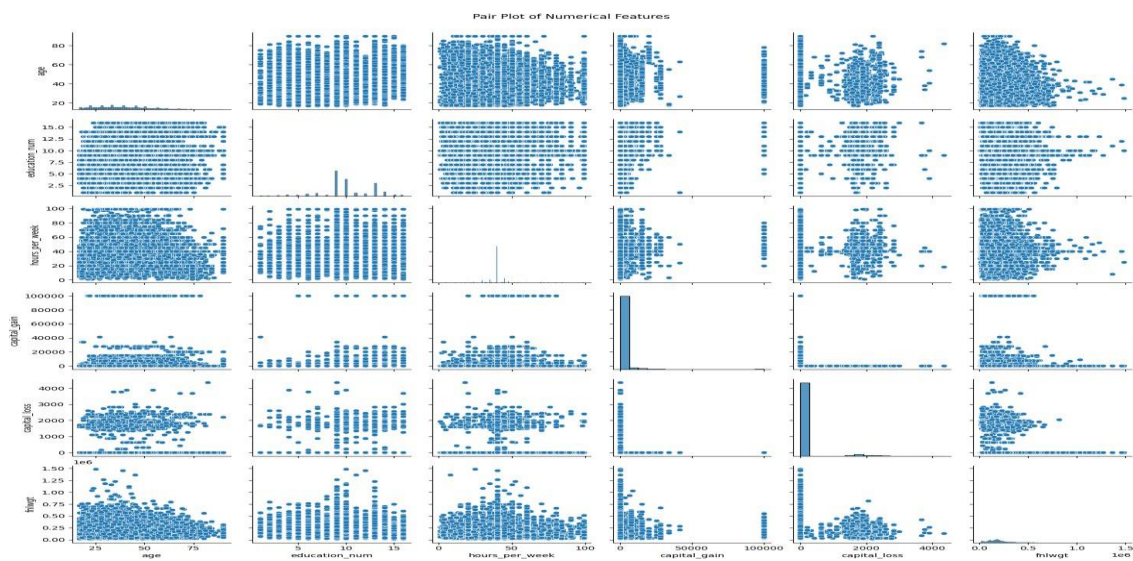 Pair Plot of Numerical Features
80
60
40
20
age
15.0
12.5
10.0
7.5
5.0
2.5
education_num
100
80
60
40
20
0
hours_per_week
100000
80000
60000
40000
20000
0
capital_gain
4000
3000
2000
1000
0
capital_loss
1e6
1.50
1.25
1.00
0.75
0.50
0.25
0.00
fnlwgt
25 50 75
age
5 10 15
education_num
0 50 100
hours_per_week
0 50000 100000
capital_gain
0 2000 4000
capital_loss
0.0 0.5 1.0 1.5
fnlwgt
1e6